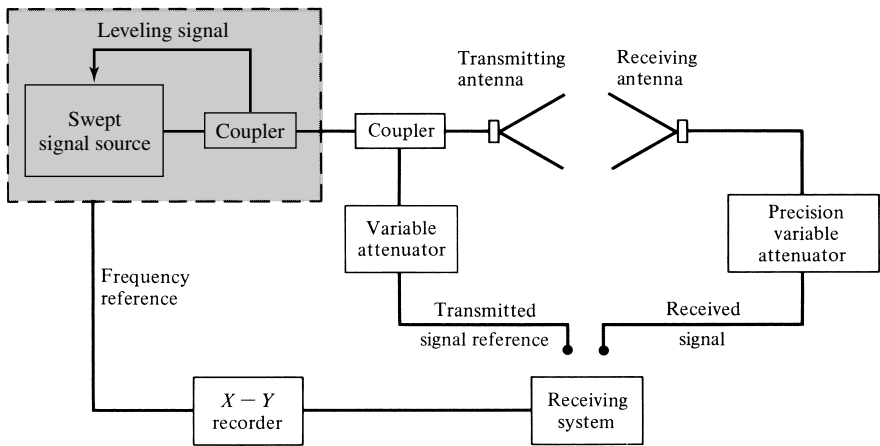 Leveling signal
Swept
signal source
Coupler
Coupler
Transmitting
antenna
Receiving
antenna
Variable
attenuator
Precision
variable
attenuator
Frequency
reference
Transmitted
signal reference
Received
signal
X – Y
recorder
Receiving
system